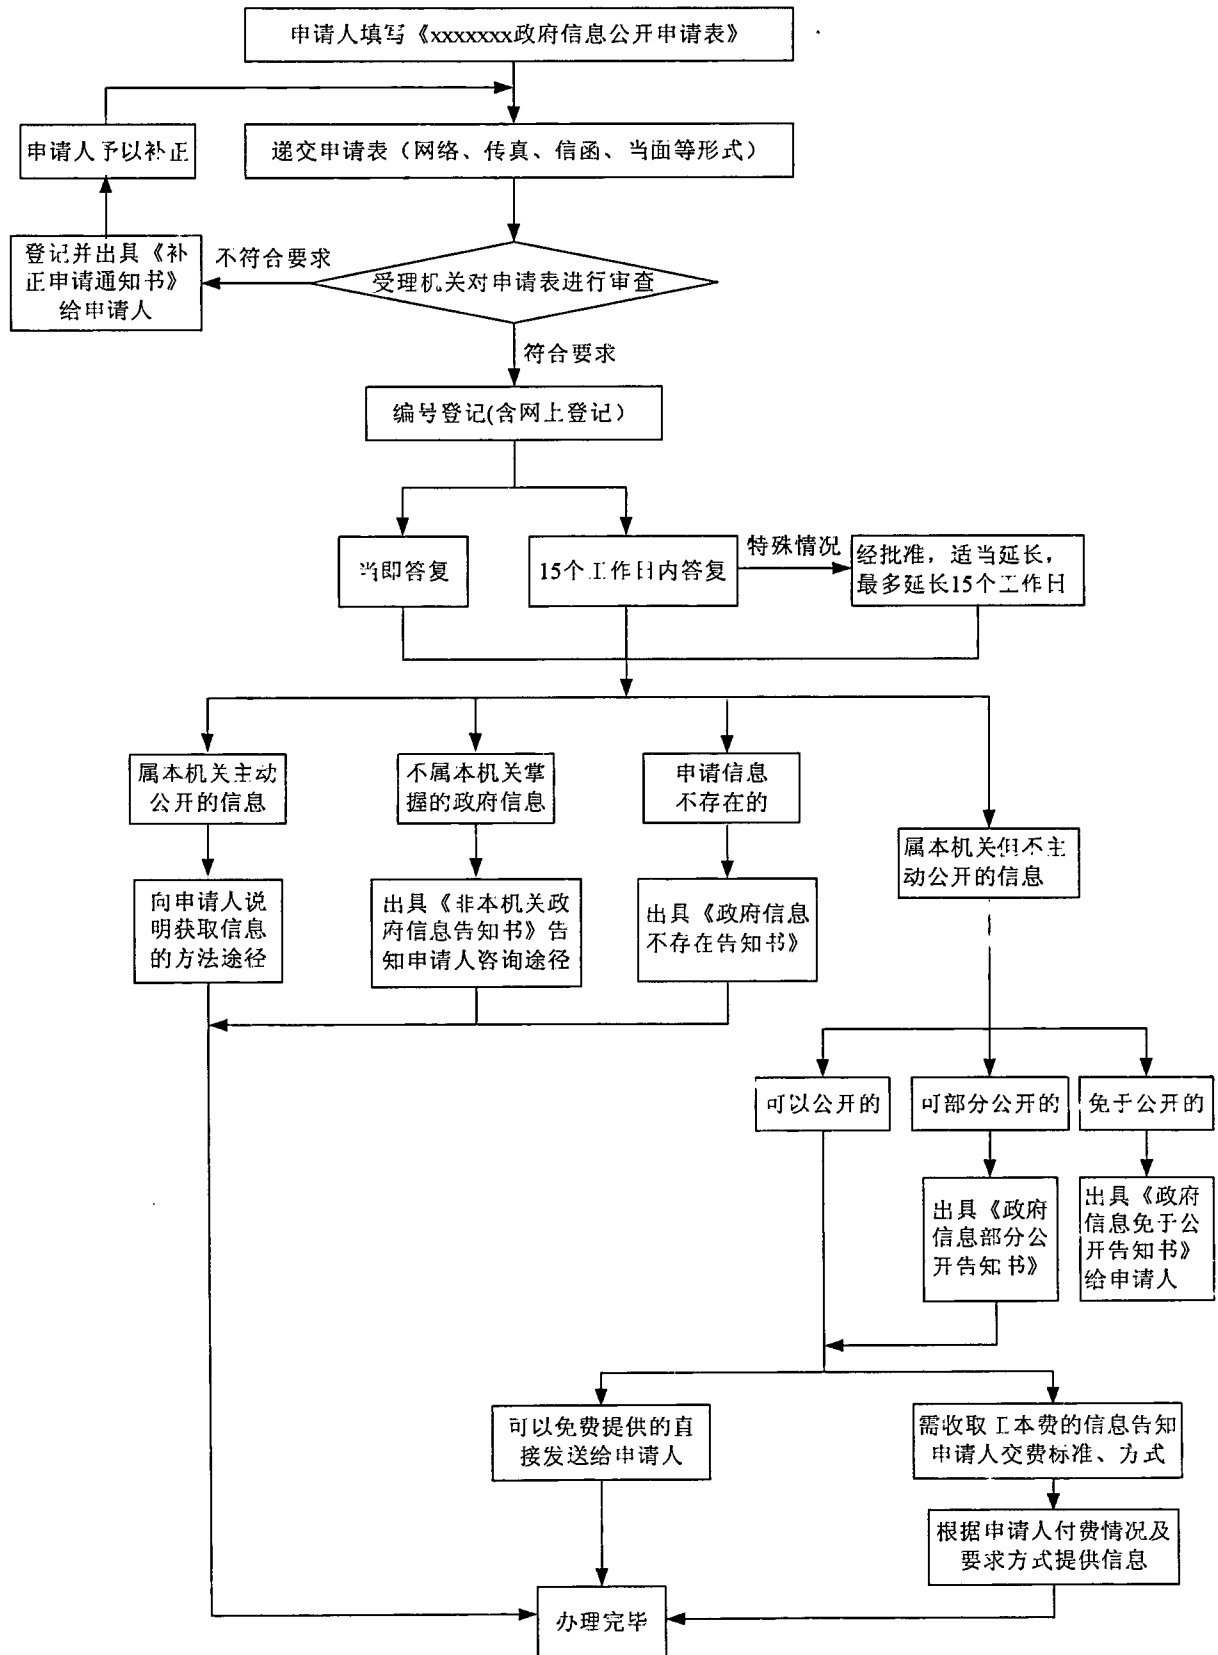 申请人填写《xxxxxxx政府信息公开申请表》
申请人予以补正
递交申请表（网络、传真、信函、当面等形式）
登记并出具《补
正申请通知书》
给申请人
不符合要求
受理机关对申请表进行审查
符合要求
编号登记(含网上登记）
当即答复
15个工作日内答复
特殊情况
经批准，适当延长，
最多延长15个工作日
属本机关主动
公开的信息
不属本机关掌
握的政府信息
申请信息
不存在的
属本机关但不主
动公开的信息
向申请人说
明获取信息
的方法途径
出具《非本机关政
府信息告知书》告
知申请人咨询途径
出具《政府信息
不存在告知书》
可以公开的
可部分公开的
免于公开的
出具《政府
信息部分公
开告知书》
出具《政府
信息免于公
开告知书》
给申请人
可以免费提供的直
接发送给申请人
需收取工本费的信息告知
申请人交费标准、方式
根据申请人付费情况及
要求方式提供信息
办理完毕